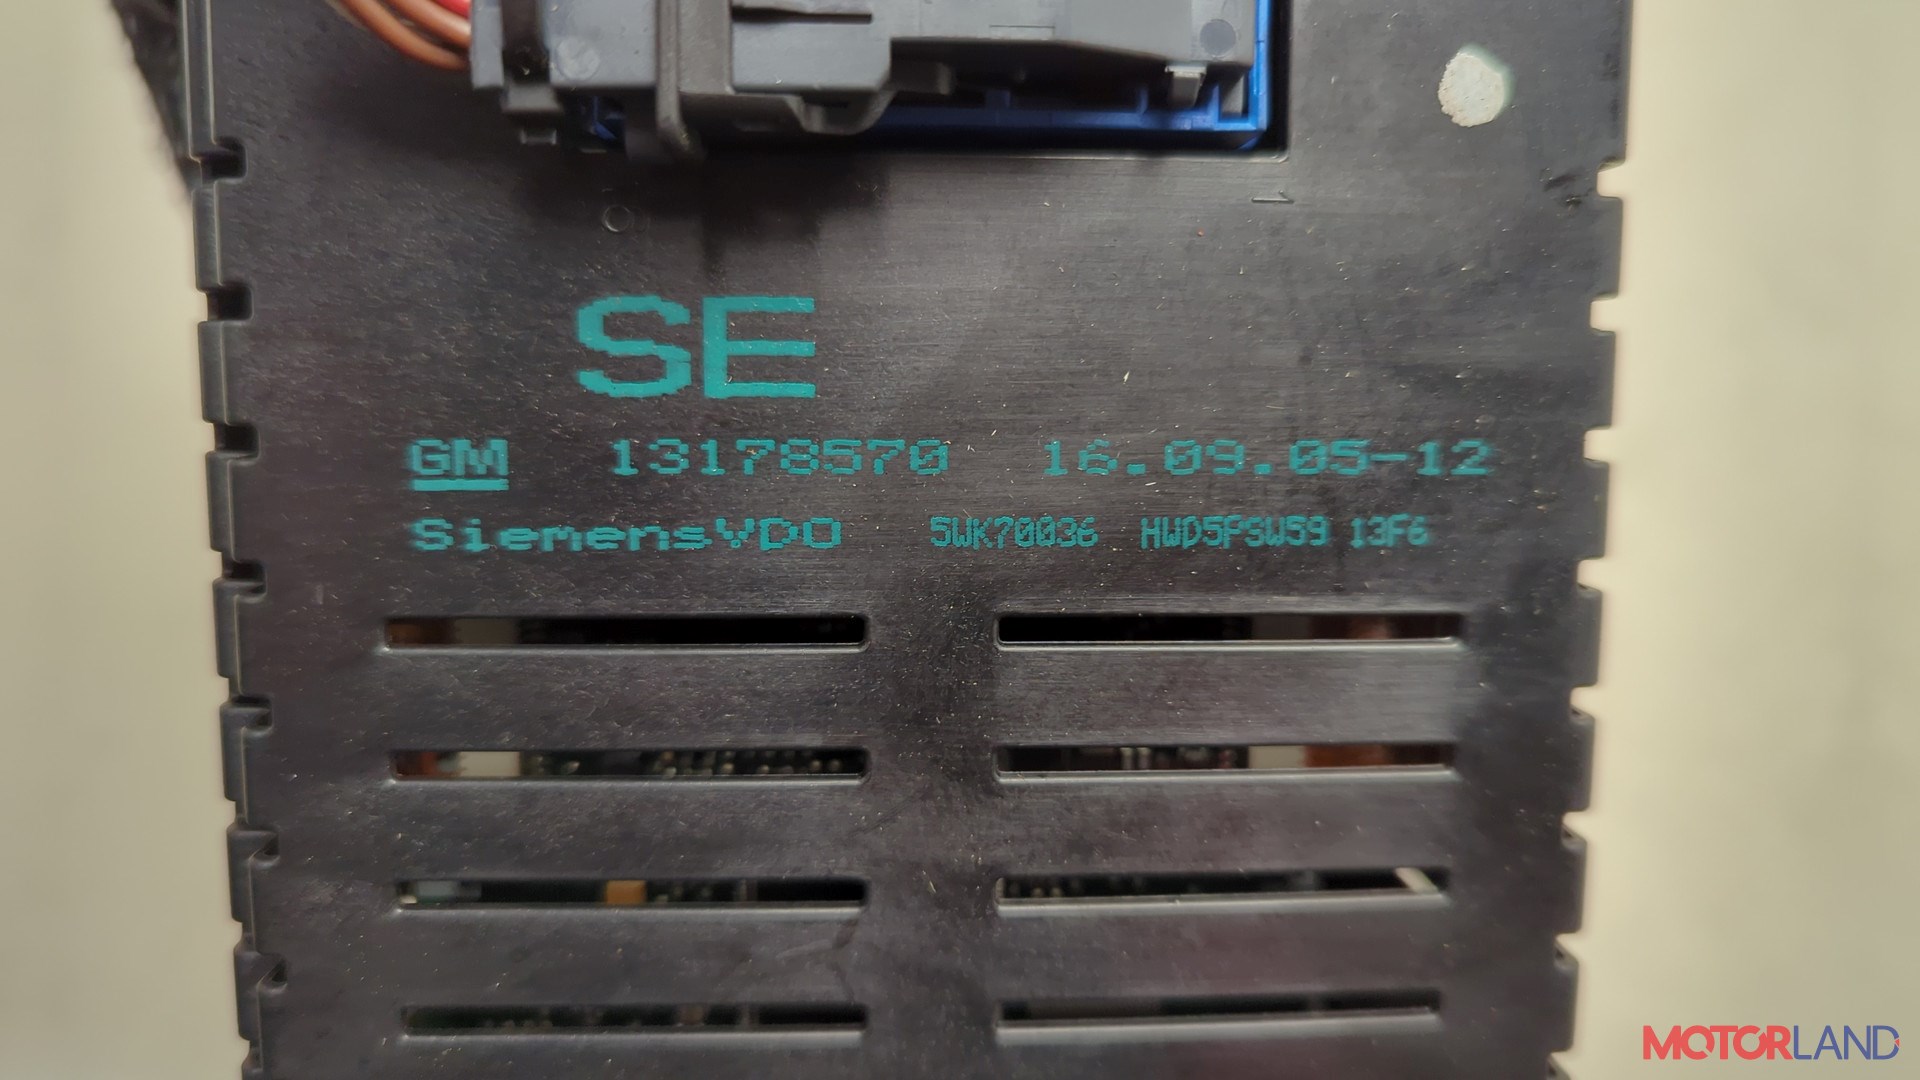 SE
GM 13178570 16.09.05-12
SiemensVDO 5WK70036 HWD5PSW59 13F6
MOTORLAND